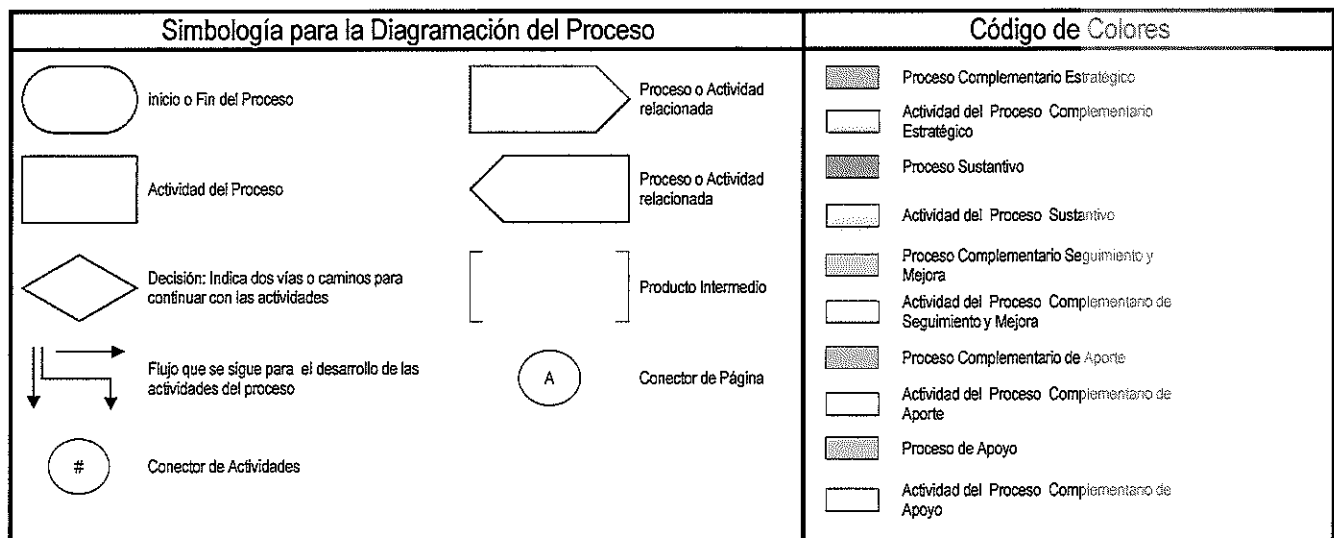 Simbología para la Diagramación del Proceso
inicio o Fin del Proceso
Actividad del Proceso
Decisión: Indica dos vías o caminos para
continuar con las actividades
Flujo que se sigue para el desarrollo de las
actividades del proceso
#
Conector de Actividades
Proceso o Actividad
relacionada
Proceso o Actividad
relacionada
Producto Intermedio
A
Conector de Página
Código de Colores
Proceso Complementario Estratégico
Actividad del Proceso Complementario
Estratégico
Proceso Sustantivo
Actividad del Proceso Sustantivo
Proceso Complementario Seguimiento y
Mejora
Actividad del Proceso Complementario de
Seguimiento y Mejora
Proceso Complementario de Aporte
Actividad del Proceso Complementario de
Aporte
Proceso de Apoyo
Actividad del Proceso Complementario de
Apoyo